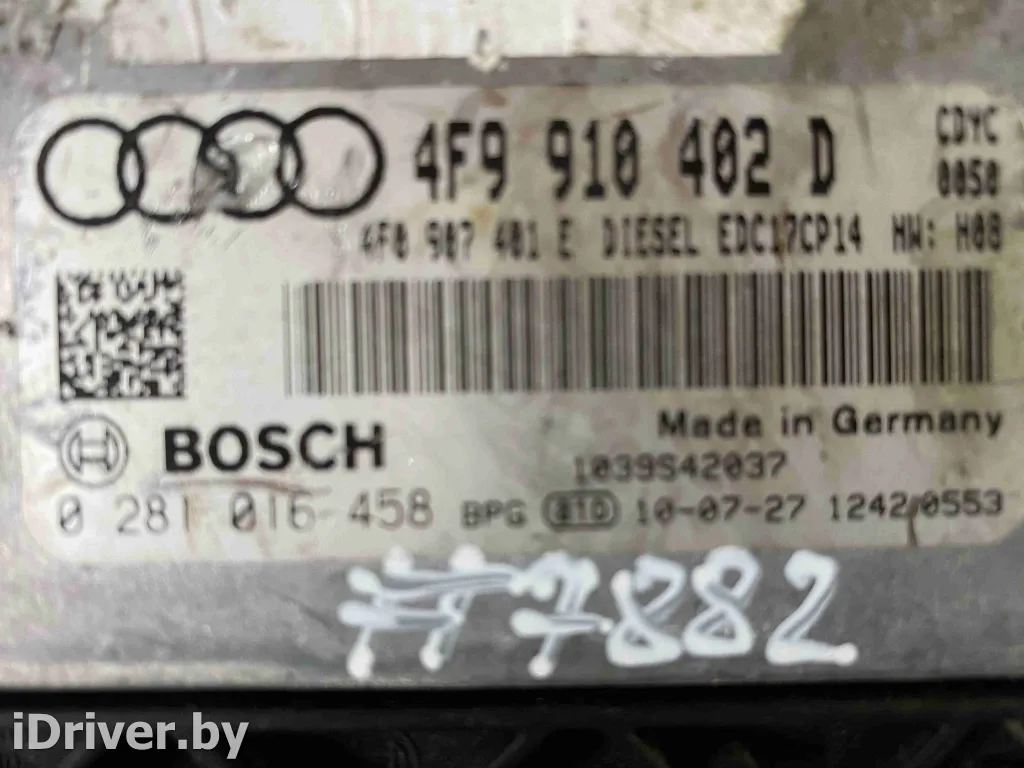 4F9 910 402 D CDYC
0050
4F0 907 401 E DIESEL EDC17CP14 HW: H08
BOSCH
Made in Germany
1039S42037
0 281 016 458 BPG 810 10-07-27 1242 0553
#7882
iDriver.by